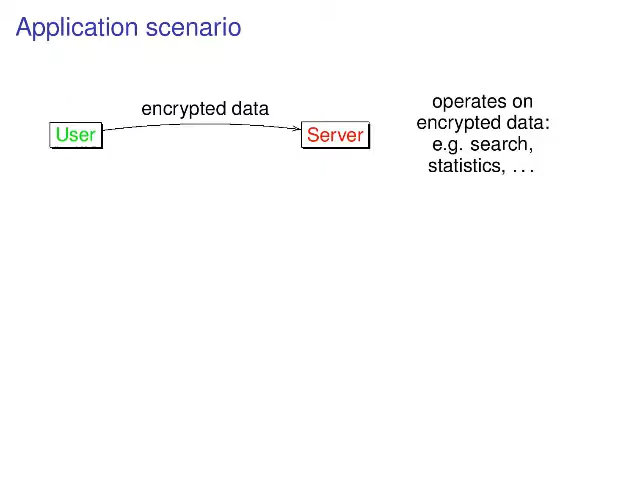 Application scenario
encrypted data
User
Server
operates on
encrypted data:
e.g. search,
statistics, ...